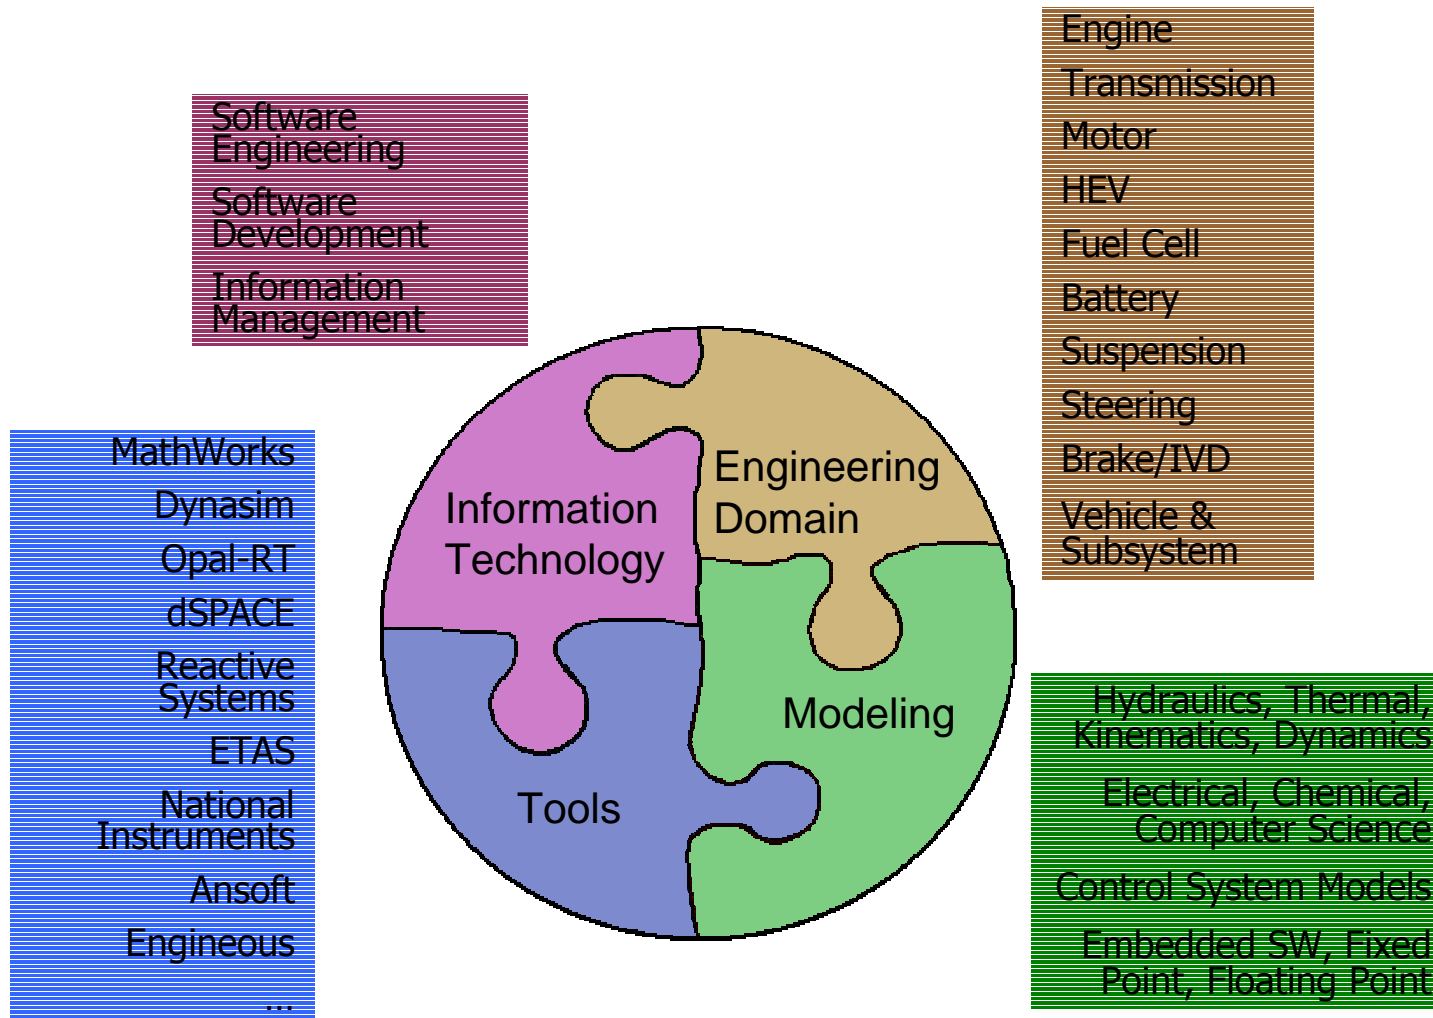 Engine
Transmission
Motor
HEV
Fuel Cell
Battery
Suspension
Steering
Brake/IVD
Vehicle &
Subsystem
Software
Engineering
Software
Development
Information
Management
MathWorks
Dynasim
Opal-RT
dSPACE
Reactive
Systems
ETAS
National
Instruments
Ansoft
Engineous
...
Information
Technology
Engineering
Domain
Tools
Modeling
Hydraulics, Thermal,
Kinematics, Dynamics
Electrical, Chemical,
Computer Science
Control System Models
Embedded SW, Fixed
Point, Floating Point